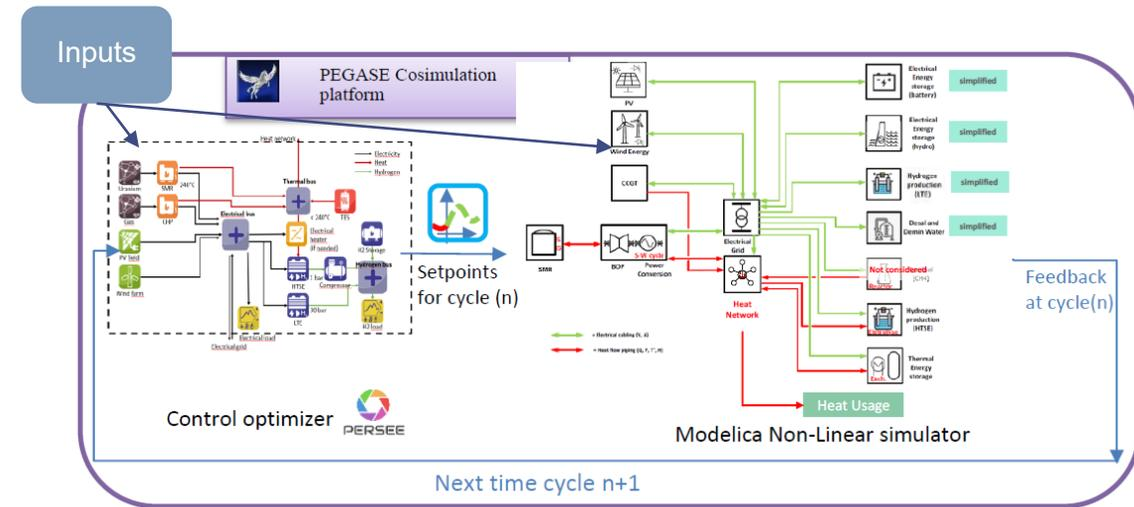 Inputs
PEGASE Cosimulation
platform
Heat network
Electricity
Heat
Hydrogen
Uranium
SMR
240°C
Thermal bus
Gas
CHP
< 240°C
TES
Electrical bus
Electrical
heater
(if needed)
PV field
H2 Storage
Wind farm
HTSE
1 bar
Compressor
Hydrogen bus
LTE
30 bar
Electrical load
H2 load
Electrical grid
Control optimizer
PERSEE
Setpoints
for cycle (n)
PV
Wind Energy
CCGT
SMR
BOP
S-W cycle
Power
Conversion
Electrical
Grid
Heat
Network
= Electrical cabling (V, A)
Electrical
Energy
storage
(battery)
simplified
Electrical
Energy
storage
(hydro)
simplified
Hydrogen
production
(LTE)
simplified
Desal and
Demin Water
simplified
Not considered
Hydrogen
production
(HTSE)
Thermal
Energy
storage
Exch.
Heat Usage
Modelica Non-Linear simulator
Feedback
at cycle(n)
Next time cycle n+1